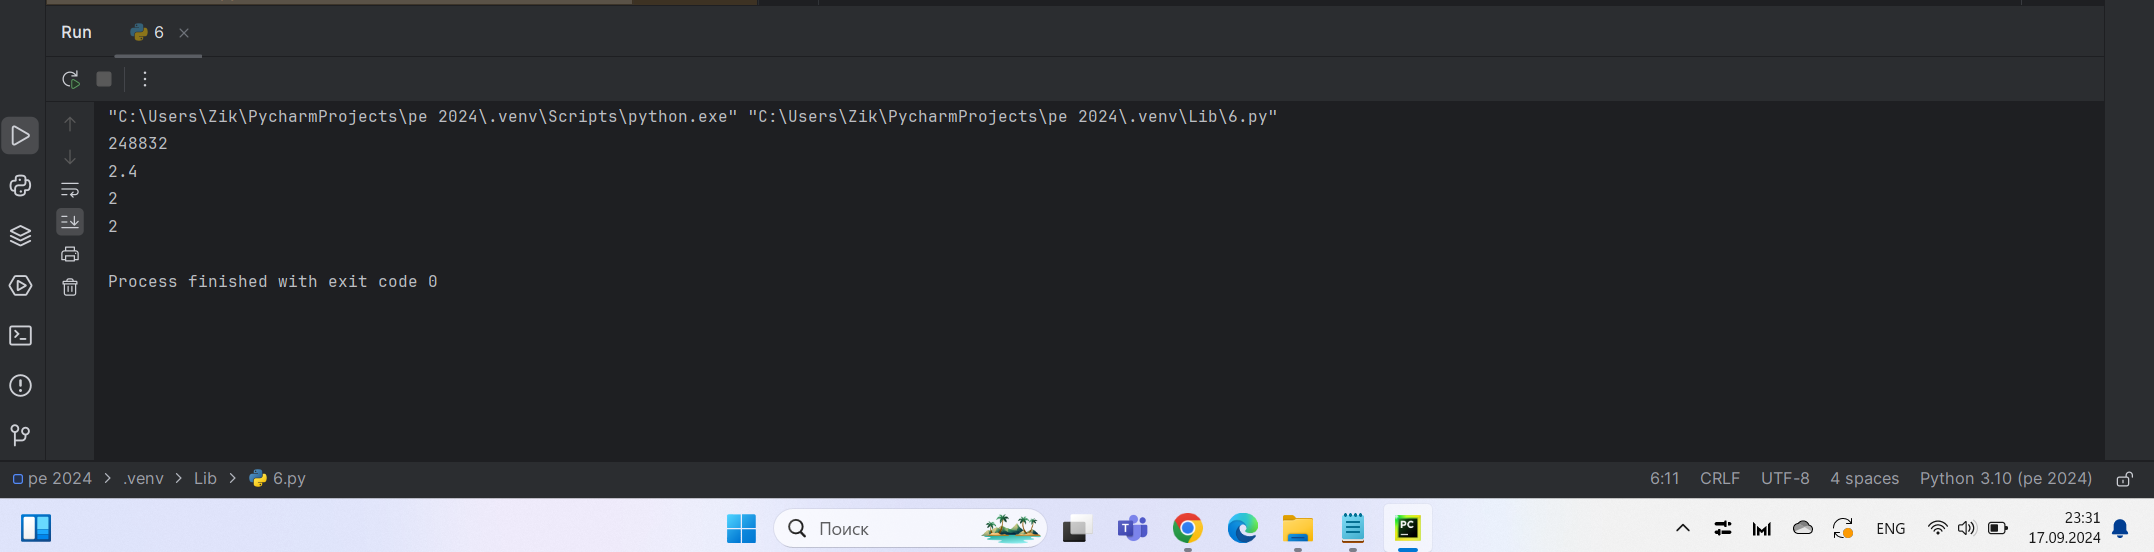 Run 6
"C:\Users\Zik\PycharmProjects\pe 2024\.venv\Scripts\python.exe" "C:\Users\Zik\PycharmProjects\pe 2024\.venv\Lib\6.py"
248832
2.4
2
2
Process finished with exit code 0
pe 2024 > .venv > Lib > 6.py 6:11 CRLF UTF-8 4 spaces Python 3.10 (pe 2024)
Поиск PC ENG 23:31
17.09.2024